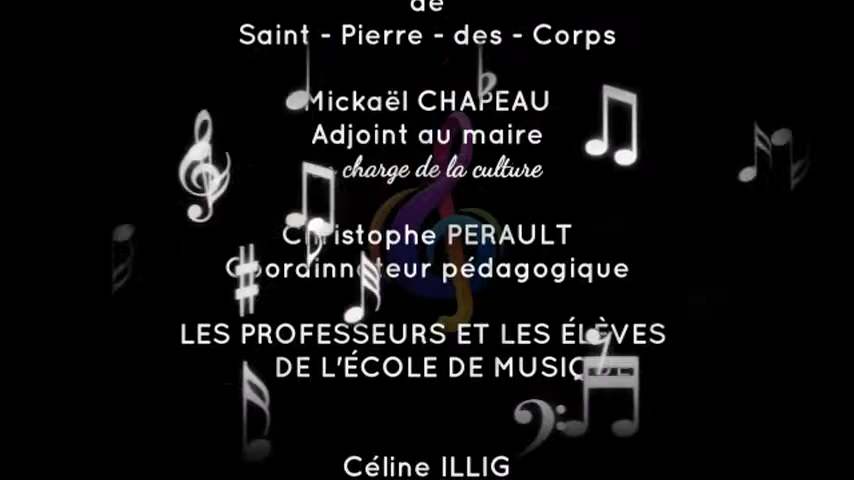 de
Saint - Pierre - des - Corps
Mickaël CHAPEAU
Adjoint au maire
charge de la culture
Christophe PERAULT
Coordinnateur pédagogique
LES PROFESSEURS ET LES ÉLÈVES
DE L'ÉCOLE DE MUSIQUE
Céline ILLIG